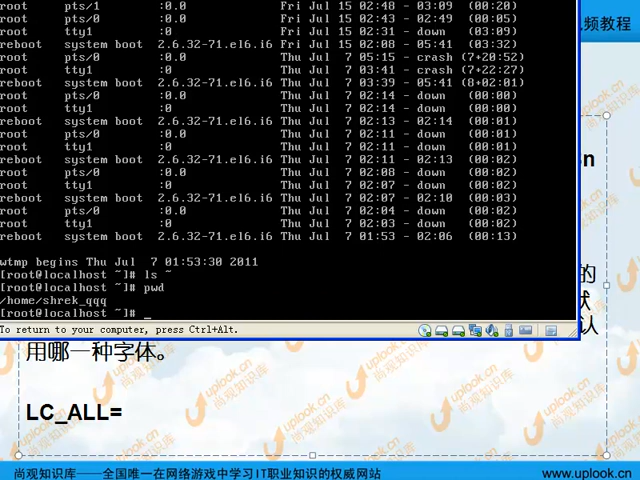 root     pts/1        :0.0             Fri Jul 15 02:48 - 03:09  (00:20)
root     pts/0        :0.0             Fri Jul 15 02:43 - 02:49  (00:05)
root     tty1         :0               Fri Jul 15 02:31 - down   (03:09)
reboot   system boot  2.6.32-71.el6.i6 Fri Jul 15 02:08 - 05:41  (03:32)
root     pts/0        :0.0             Thu Jul  7 05:15 - crash (7+20:52)
root     tty1         :0               Thu Jul  7 03:41 - crash (7+22:27)
reboot   system boot  2.6.32-71.el6.i6 Thu Jul  7 03:39 - 05:41 (8+02:01)
root     pts/0        :0.0             Thu Jul  7 02:14 - down   (00:00)
root     tty1         :0               Thu Jul  7 02:14 - down   (00:00)
reboot   system boot  2.6.32-71.el6.i6 Thu Jul  7 02:13 - 02:14  (00:01)
root     pts/0        :0.0             Thu Jul  7 02:11 - down   (00:01)
root     tty1         :0               Thu Jul  7 02:11 - down   (00:01)
reboot   system boot  2.6.32-71.el6.i6 Thu Jul  7 02:11 - 02:13  (00:02)
root     pts/0        :0.0             Thu Jul  7 02:08 - down   (00:02)
root     tty1         :0               Thu Jul  7 02:07 - down   (00:02)
reboot   system boot  2.6.32-71.el6.i6 Thu Jul  7 02:07 - 02:10  (00:03)
root     pts/0        :0.0             Thu Jul  7 02:04 - down   (00:02)
root     tty1         :0               Thu Jul  7 02:03 - down   (00:02)
reboot   system boot  2.6.32-71.el6.i6 Thu Jul  7 01:53 - 02:06  (00:13)
wtmp begins Thu Jul  7 01:53:30 2011
[root@localhost ~]# ls ~
[root@localhost ~]# pwd
/home/shrek_qqq
[root@localhost ~]# _
To return to your computer, press Ctrl+Alt.
频教程
n
的
认
用哪一种字体。
LC_ALL=
尚观知识库——全国唯一在网络游戏中学习IT职业知识的权威网站
www.uplook.cn